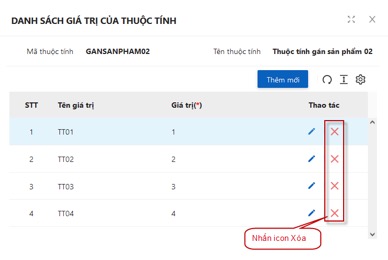 DANH SÁCH GIÁ TRỊ CỦA THUỘC TÍNH
Mã thuộc tính GANSANPHAM02 Tên thuộc tính Thuộc tính gán sản phẩm 02
Thêm mới
STT Tên giá trị Giá trị(*) Thao tác
1 TT01 1
2 TT02 2
3 TT03 3
4 TT04 4
Nhấn icon Xóa